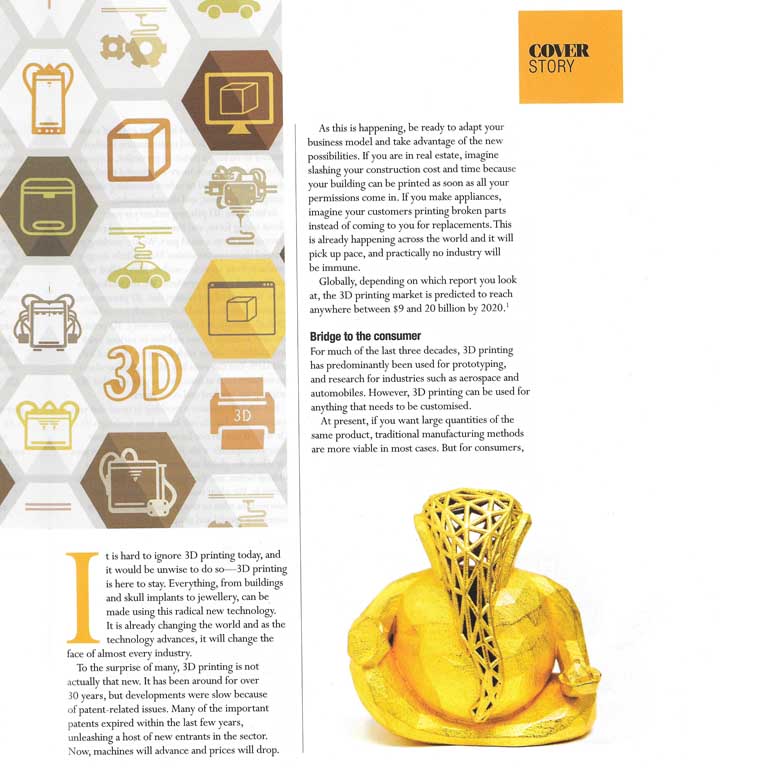 COVER
STORY
3D
3D
It is hard to ignore 3D printing today, and
it would be unwise to do so—3D printing
is here to stay. Everything, from buildings
and skull implants to jewellery, can be
made using this radical new technology.
It is already changing the world and as the
technology advances, it will change the
face of almost every industry.
To the surprise of many, 3D printing is not
actually that new. It has been around for over
30 years, but developments were slow because
of patent-related issues. Many of the important
patents expired within the last few years,
unleashing a host of new entrants in the sector.
Now, machines will advance and prices will drop.
As this is happening, be ready to adapt your
business model and take advantage of the new
possibilities. If you are in real estate, imagine
slashing your construction cost and time because
your building can be printed as soon as all your
permissions come in. If you make appliances,
imagine your customers printing broken parts
instead of coming to you for replacements. This
is already happening across the world and it will
pick up pace, and practically no industry will
be immune.
Globally, depending on which report you look
at, the 3D printing market is predicted to reach
anywhere between $9 and 20 billion by 2020.¹
Bridge to the consumer
For much of the last three decades, 3D printing
has predominantly been used for prototyping,
and research for industries such as aerospace and
automobiles. However, 3D printing can be used for
anything that needs to be customised.
At present, if you want large quantities of the
same product, traditional manufacturing methods
are more viable in most cases. But for consumers,